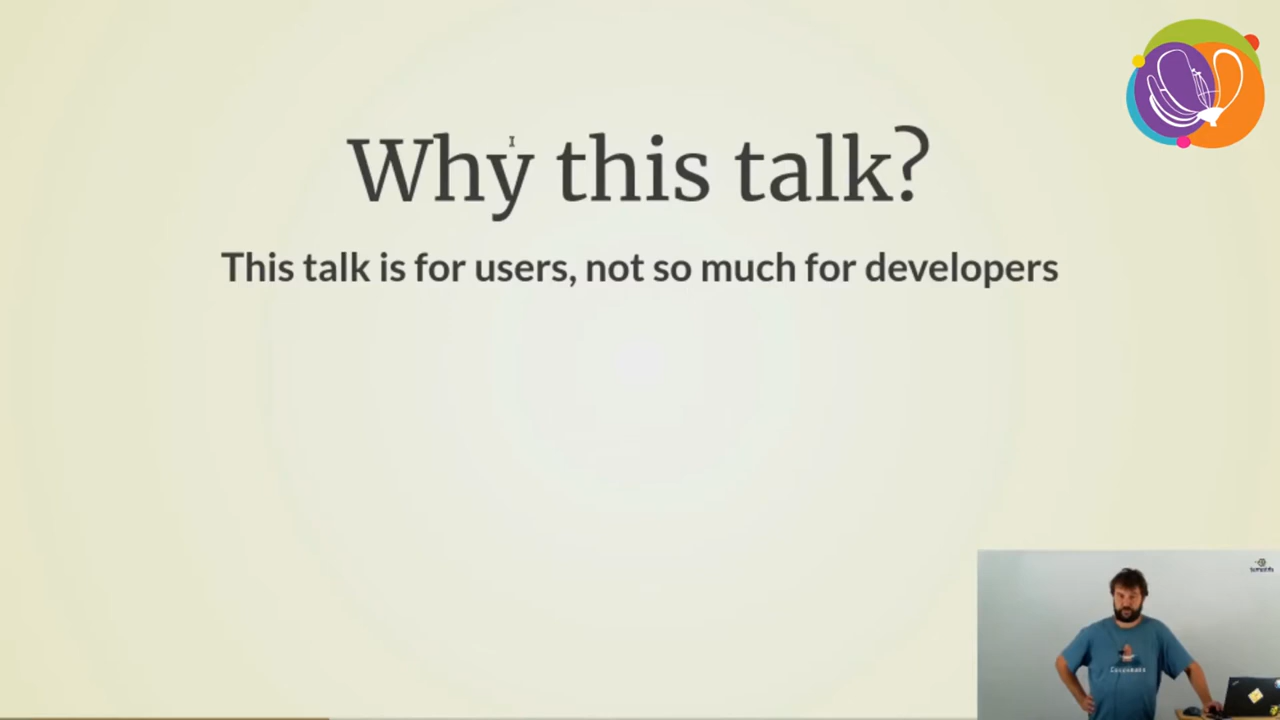 Why this talk?
This talk is for users, not so much for developers